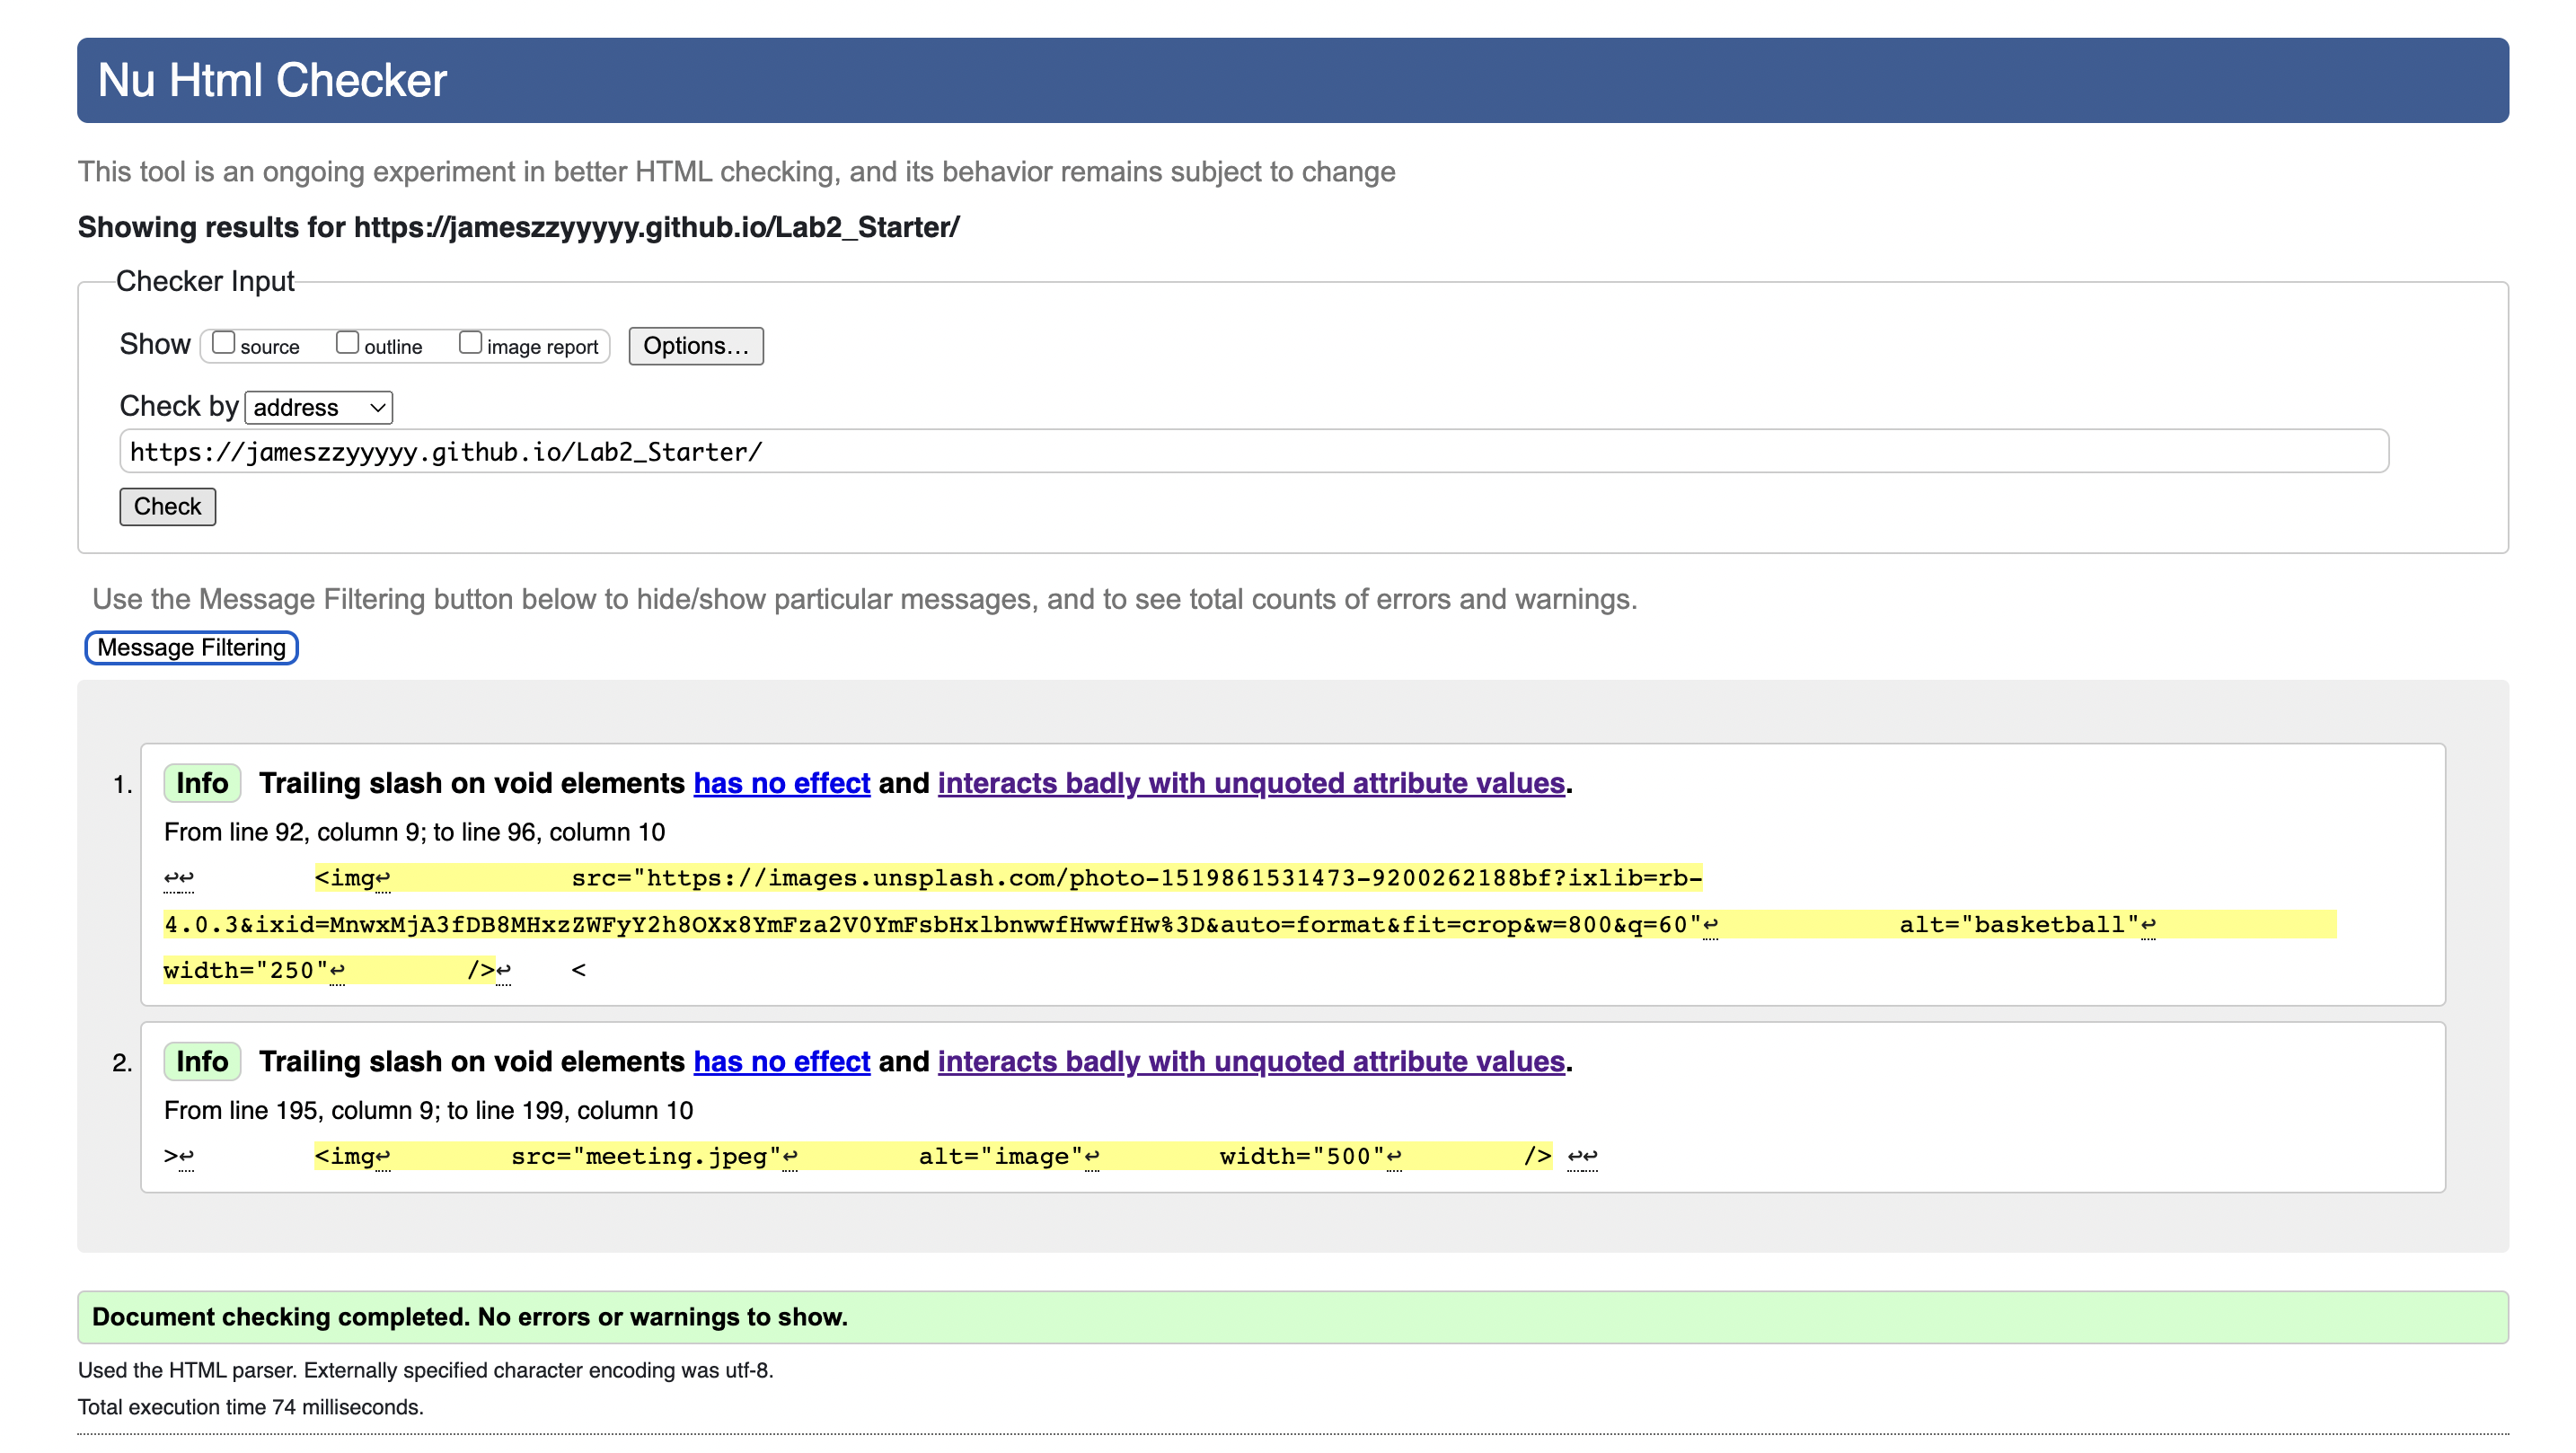 Nu Html Checker
This tool is an ongoing experiment in better HTML checking, and its behavior remains subject to change
Showing results for https://jameszzyyyyy.github.io/Lab2_Starter/
Checker Input
Show source outline image report Options...
Check by address
https://jameszzyyyyy.github.io/Lab2_Starter/
Check
Use the Message Filtering button below to hide/show particular messages, and to see total counts of errors and warnings.
Message Filtering
1. Info Trailing slash on void elements has no effect and interacts badly with unquoted attribute values.
From line 92, column 9; to line 96, column 10
↩↩ <img↩ src="https://images.unsplash.com/photo-1519861531473-9200262188bf?ixlib=rb-
4.0.3&ixid=MnwxMjA3fDB8MHxzZWFyY2h8OXx8YmFza2V0YmFsbHxlbnwwfHwwfHw%3D&auto=format&fit=crop&w=800&q=60"↩ alt="basketball"↩
width="250"↩ />↩ <
2. Info Trailing slash on void elements has no effect and interacts badly with unquoted attribute values.
From line 195, column 9; to line 199, column 10
>↩ <img↩ src="meeting.jpeg"↩ alt="image"↩ width="500"↩ /> ↩↩
Document checking completed. No errors or warnings to show.
Used the HTML parser. Externally specified character encoding was utf-8.
Total execution time 74 milliseconds.